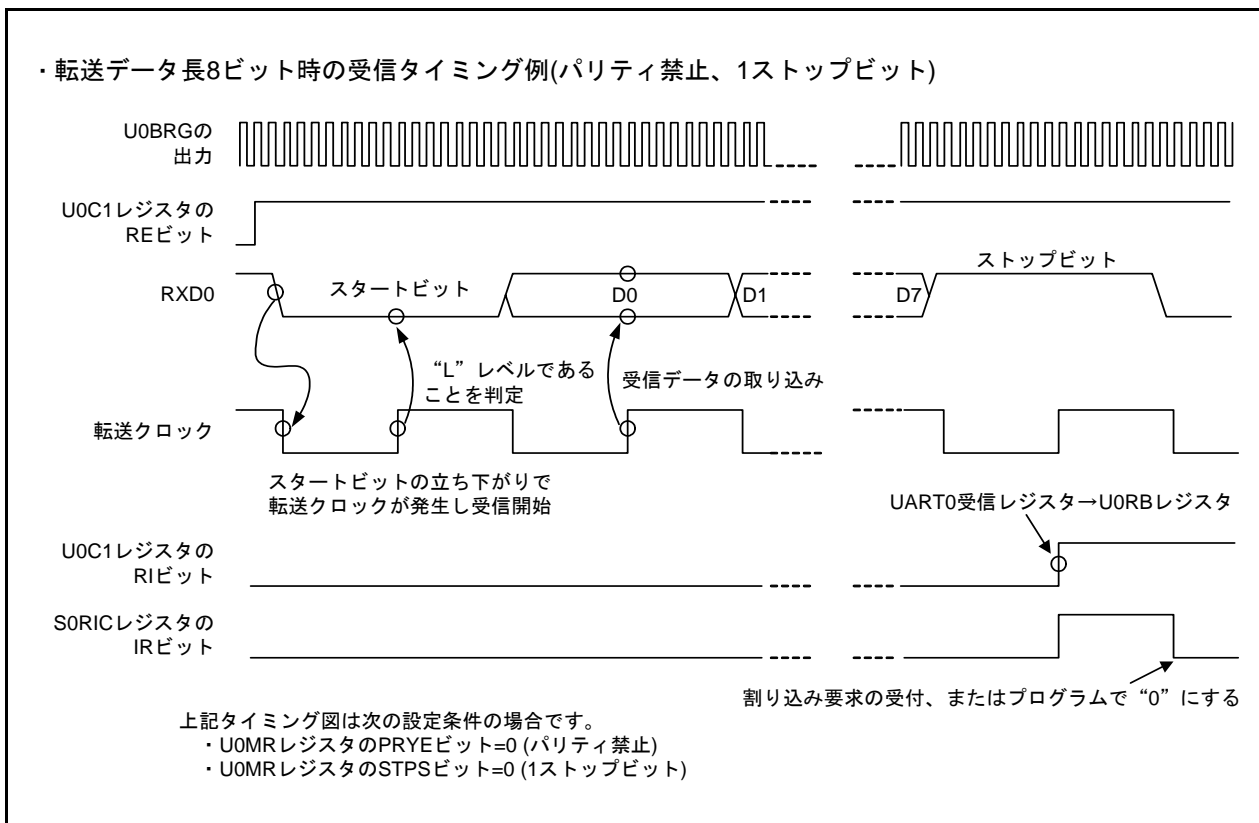 ・転送データ長8ビット時の受信タイミング例(パリティ禁止、1ストップビット)
U0BRGの
出力
U0C1レジスタの
REビット
RXD0
スタートビット
D0
D1
D7
ストップビット
“L”レベルである
ことを判定
受信データの取り込み
転送クロック
スタートビットの立ち下がりで
転送クロックが発生し受信開始
UART0受信レジスタ→U0RBレジスタ
U0C1レジスタの
RIビット
S0RICレジスタの
IRビット
割り込み要求の受付、またはプログラムで“0”にする
上記タイミング図は次の設定条件の場合です。
・U0MRレジスタのPRYEビット=0 (パリティ禁止)
・U0MRレジスタのSTPSビット=0 (1ストップビット)